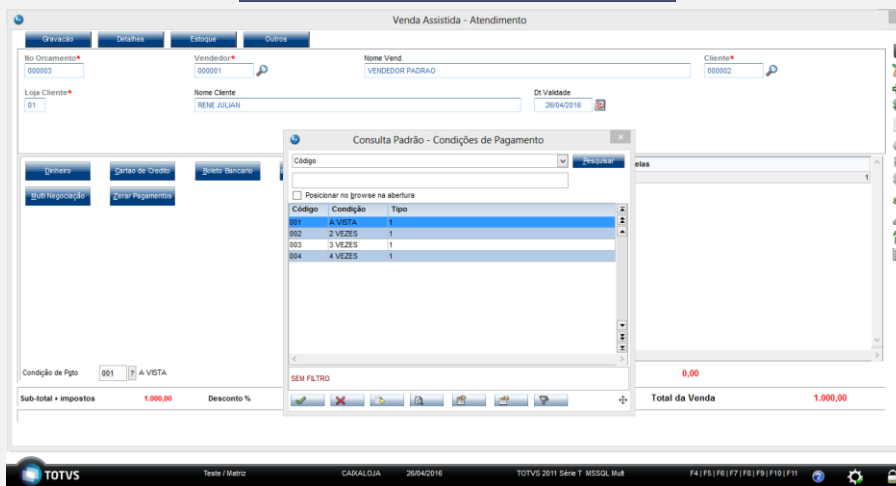 Venda Assistida - Atendimento
Gravacão Detalhes Estoque Outros
No Orcamento* Vendedor* Nome Vend. Cliente*
000003 000001 VENDEDOR PADRAO 000002
Loja Cliente* Nome Cliente Dt.Validade
01 RENE JULIAN 26/04/2016
Consulta Padrão - Condições de Pagamento
Código Pesquisar
Posicionar no browse na abertura
Código Condição Tipo
001 A VISTA 1
002 2 VEZES 1
003 3 VEZES 1
004 4 VEZES 1
SEM FILTRO
Dinheiro Cartao de Credito Boleto Bancario
Multi Negociação Zerar Pagamentos
elas
1
Condição de Pgto 001 ? A VISTA 0,00
Sub-total + impostos 1.000,00 Desconto % Total da Venda 1.000,00
TOTVS Teste / Matriz CAIXALOJA 26/04/2016 TOTVS 2011 Série T MSSQL Mult F4 | F5 | F6 | F7 | F8 | F9 | F10 | F11